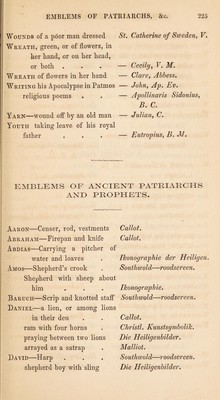 EMBLEMS OF PATRIARCHS, &c. 225
WOUNDS of a poor man dressed St. Catherine of Sweden, V.
WREATH, green, or of flowers, in
her hand, or on her head,
or both . . . — Cecily, V. M.
WREATH of flowers in her hand — Clare, Abbess.
WRITING his Apocalypse in Patmos — John, Ap. Ev.
religious poems . . — Apollinaris Sidonius,
B. C.
YARN—wound off by an old man — Julian, C.
YOUTH taking leave of his royal
father . . . — Eutropius, B. M.
EMBLEMS OF ANCIENT PATRIARCHS
AND PROPHETS.
AARON—Censer, rod, vestments Callot.
ABRAHAM—Firepan and knife Callot.
ABDIAS—Carrying a pitcher of
water and loaves . Ikonographie der Heiligen.
AMOS—Shepherd's crook . Southwold—roodscreen.
Shepherd with sheep about
him . . . Ikonographie.
BARUCH—Scrip and knotted staff Southwold—roodscreen.
DANIEL—a lion, or among lions
in their den . . Callot.
ram with four horns . Christl. Kunstsymbolik.
praying between two lions Die Heiligenbilder.
arrayed as a satrap . Malliot.
DAVID—Harp . . . Southwold—roodscreen.
shepherd boy with sling Die Heiligenbilder.